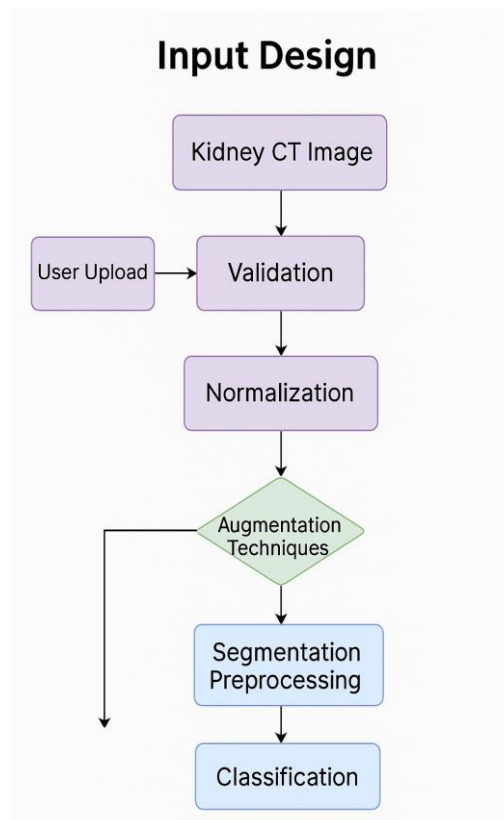 Input Design
Kidney CT Image
User Upload
Validation
Normalization
Augmentation
Techniques
Segmentation
Preprocessing
Classification